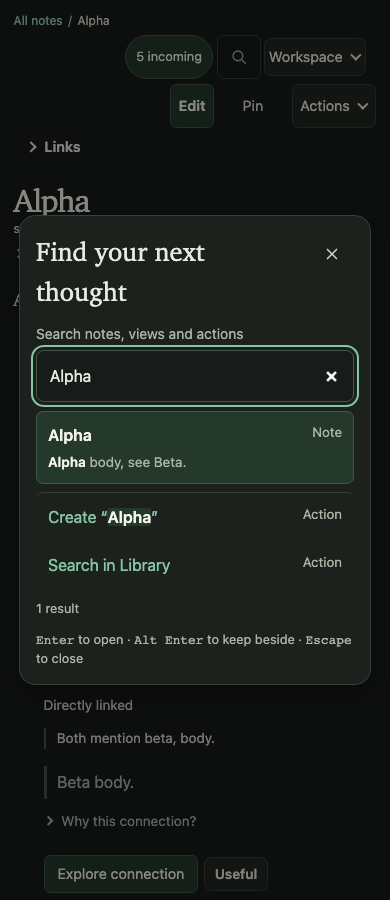 All notes / Alpha
5 incoming
Workspace
Edit
Pin
Actions
Links
Alpha
Find your next
thought
Search notes, views and actions
Alpha
Alpha
Note
Alpha body, see Beta.
Create “Alpha”
Action
Search in Library
Action
1 result
Enter to open · Alt Enter to keep beside · Escape
to close
Directly linked
Both mention beta, body.
Beta body.
Why this connection?
Explore connection
Useful